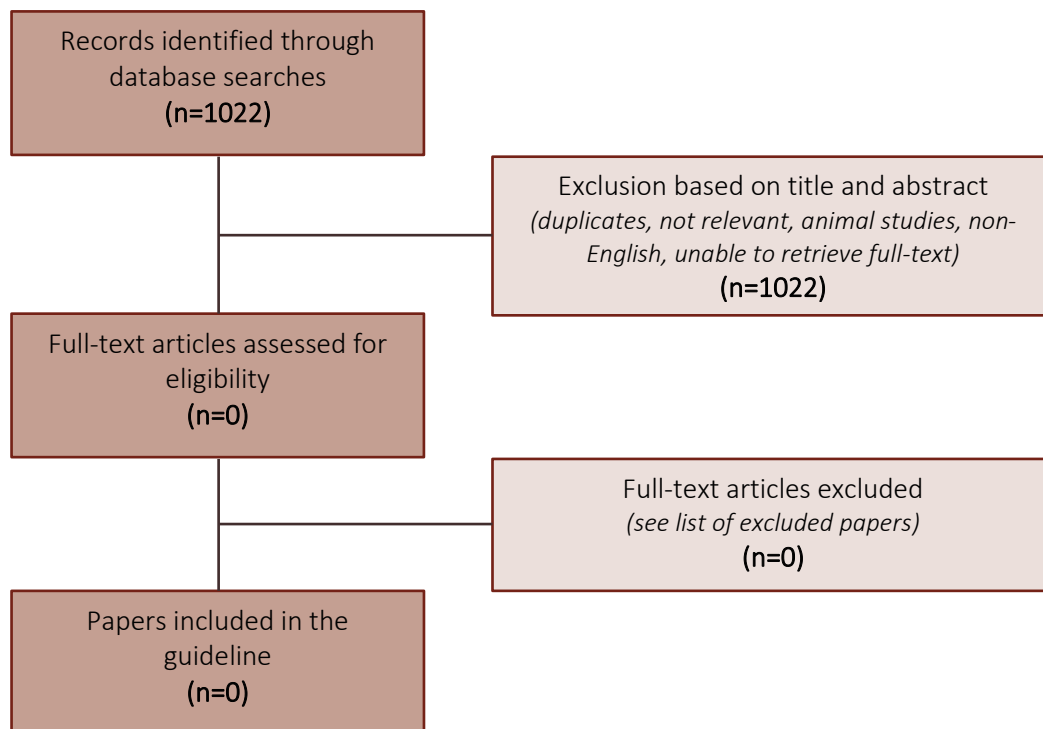 Records identified through
database searches
(n=1022)
Exclusion based on title and abstract
(duplicates, not relevant, animal studies, non-
English, unable to retrieve full-text)
(n=1022)
Full-text articles assessed for
eligibility
(n=0)
Full-text articles excluded
(see list of excluded papers)
(n=0)
Papers included in the
guideline
(n=0)